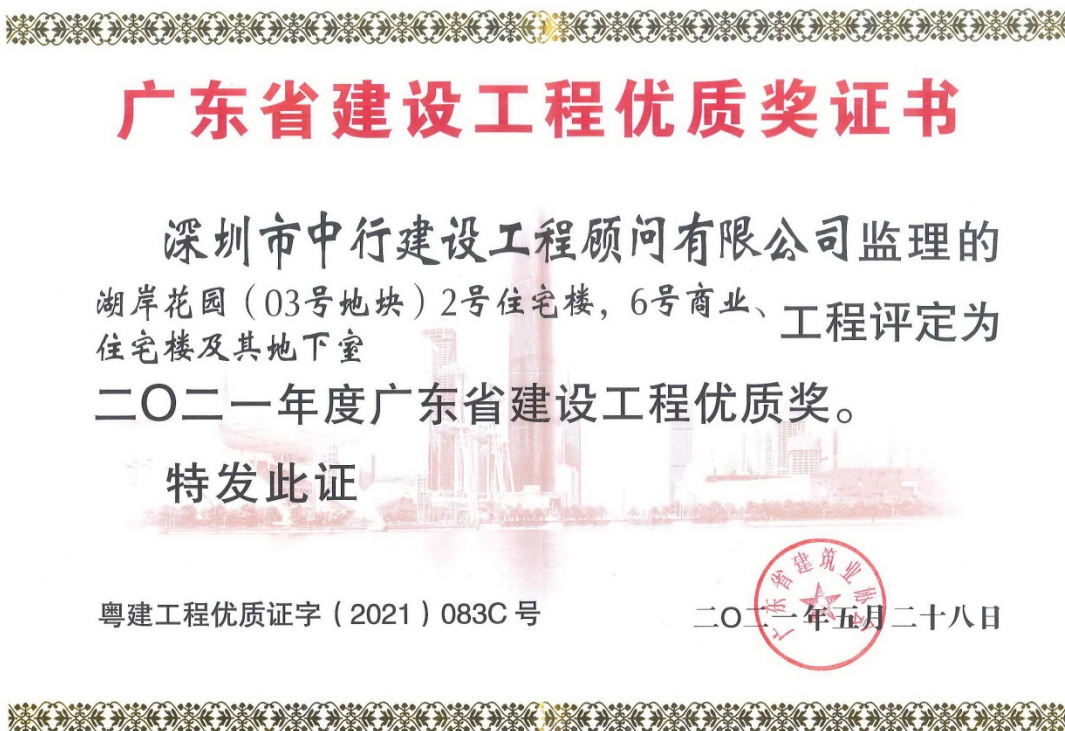 广东省建设工程优质奖证书
深圳市中行建设工程顾问有限公司监理的
湖岸花园（03号地块）2号住宅楼，6号商业、
住宅楼及其地下室
工程评定为
二〇二一年度广东省建设工程优质奖。
特发此证
粤建工程优质证字（2021）083C 号
二〇二一年五月二十八日
广东省建筑业协会